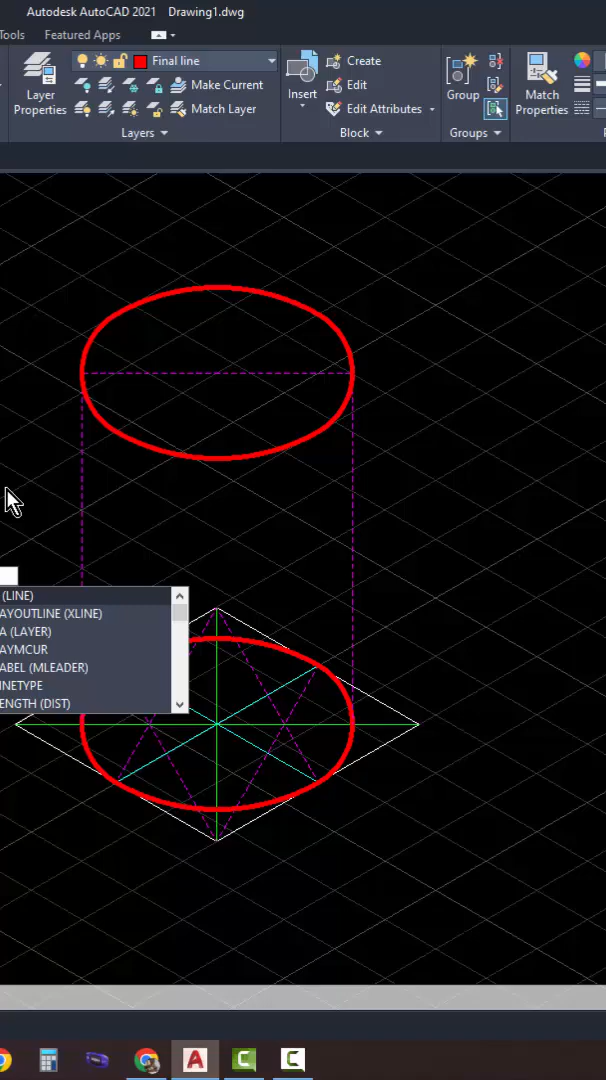 Autodesk AutoCAD 2021 Drawing1.dwg
Tools Featured Apps
Final line
Layer Properties
Make Current
Match Layer
Layers
Insert
Create
Edit
Edit Attributes
Block
Group
Groups
Match Properties
(LINE)
AYOUTLINE (XLINE)
A (LAYER)
AYMCUR
ABEL (MLEADER)
INETYPE
ENGTH (DIST)